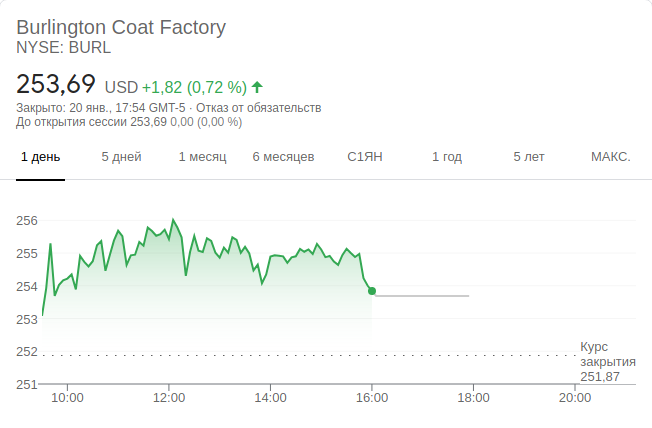 Burlington Coat Factory
NYSE: BURL
253,69 USD +1,82 (0,72 %)
Закрыто: 20 янв., 17:54 GMT-5 · Отказ от обязательств
До открытия сессии 253,69 0,00 (0,00 %)
1 день 5 дней 1 месяц 6 месяцев С1ЯН 1 год 5 лет МАКС.
256
255
254
253
252
251
Курс
закрытия
251,87
10:00 12:00 14:00 16:00 18:00 20:00